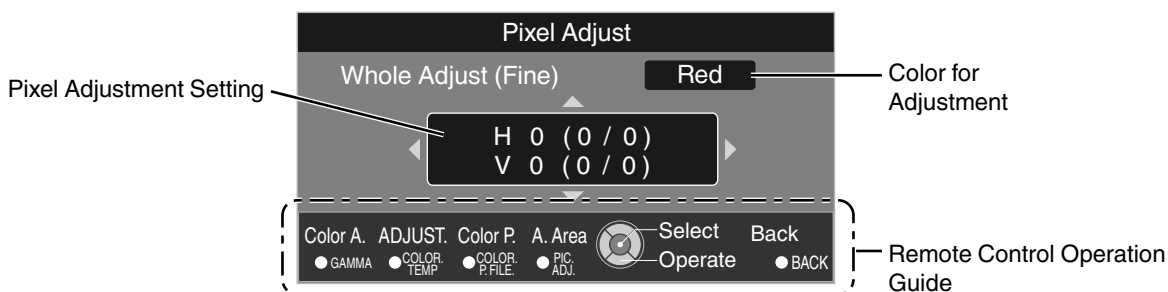 Pixel Adjust
Whole Adjust (Fine) Red
Pixel Adjustment Setting
Color for
Adjustment
H 0 (0 / 0)
V 0 (0 / 0)
Color A. ADJUST. Color P. A. Area Select Back
GAMMA COLOR. TEMP COLOR. P.FILE. PIC. ADJ. Operate BACK
Remote Control Operation
Guide